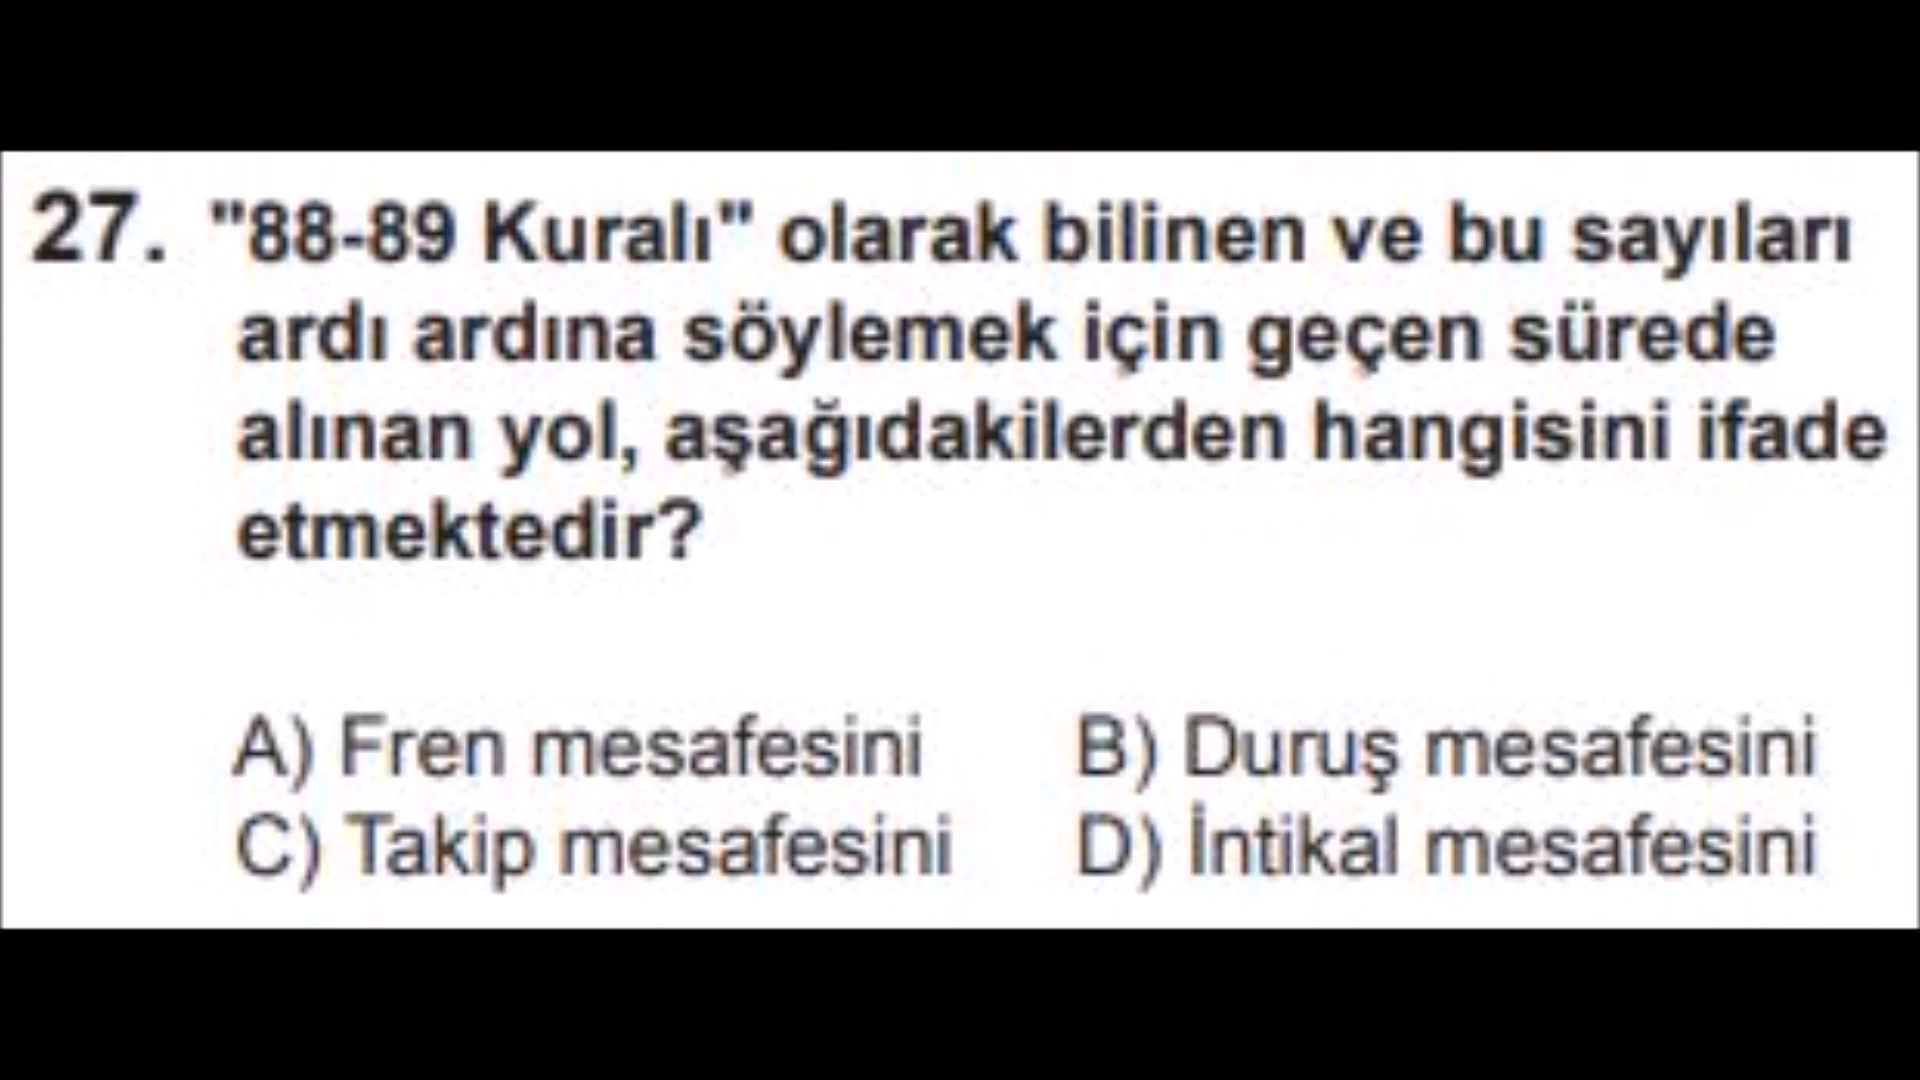 27. "88-89 Kuralı" olarak bilinen ve bu sayıları
ardı ardına söylemek için geçen sürede
alınan yol, aşağıdakilerden hangisini ifade
etmektedir?
A) Fren mesafesini B) Duruş mesafesini
C) Takip mesafesini D) İntikal mesafesini